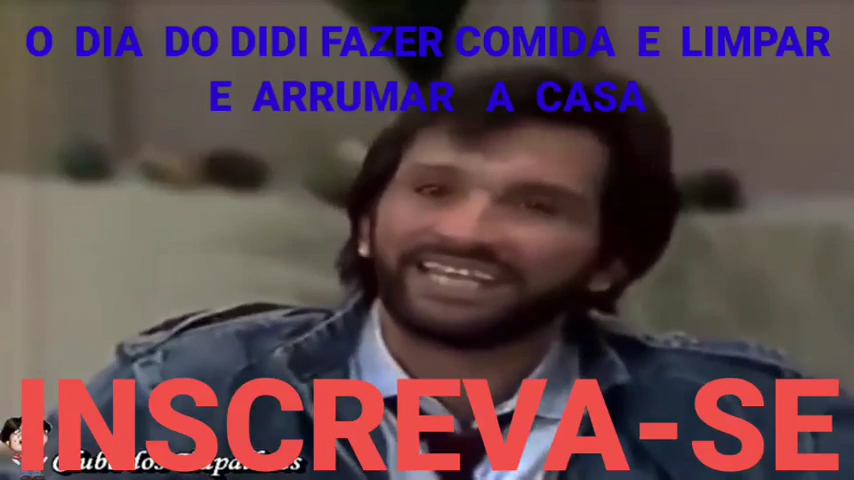 O DIA DO DIDI FAZER COMIDA E LIMPAR
E ARRUMAR A CASA
INSCREVA-SE